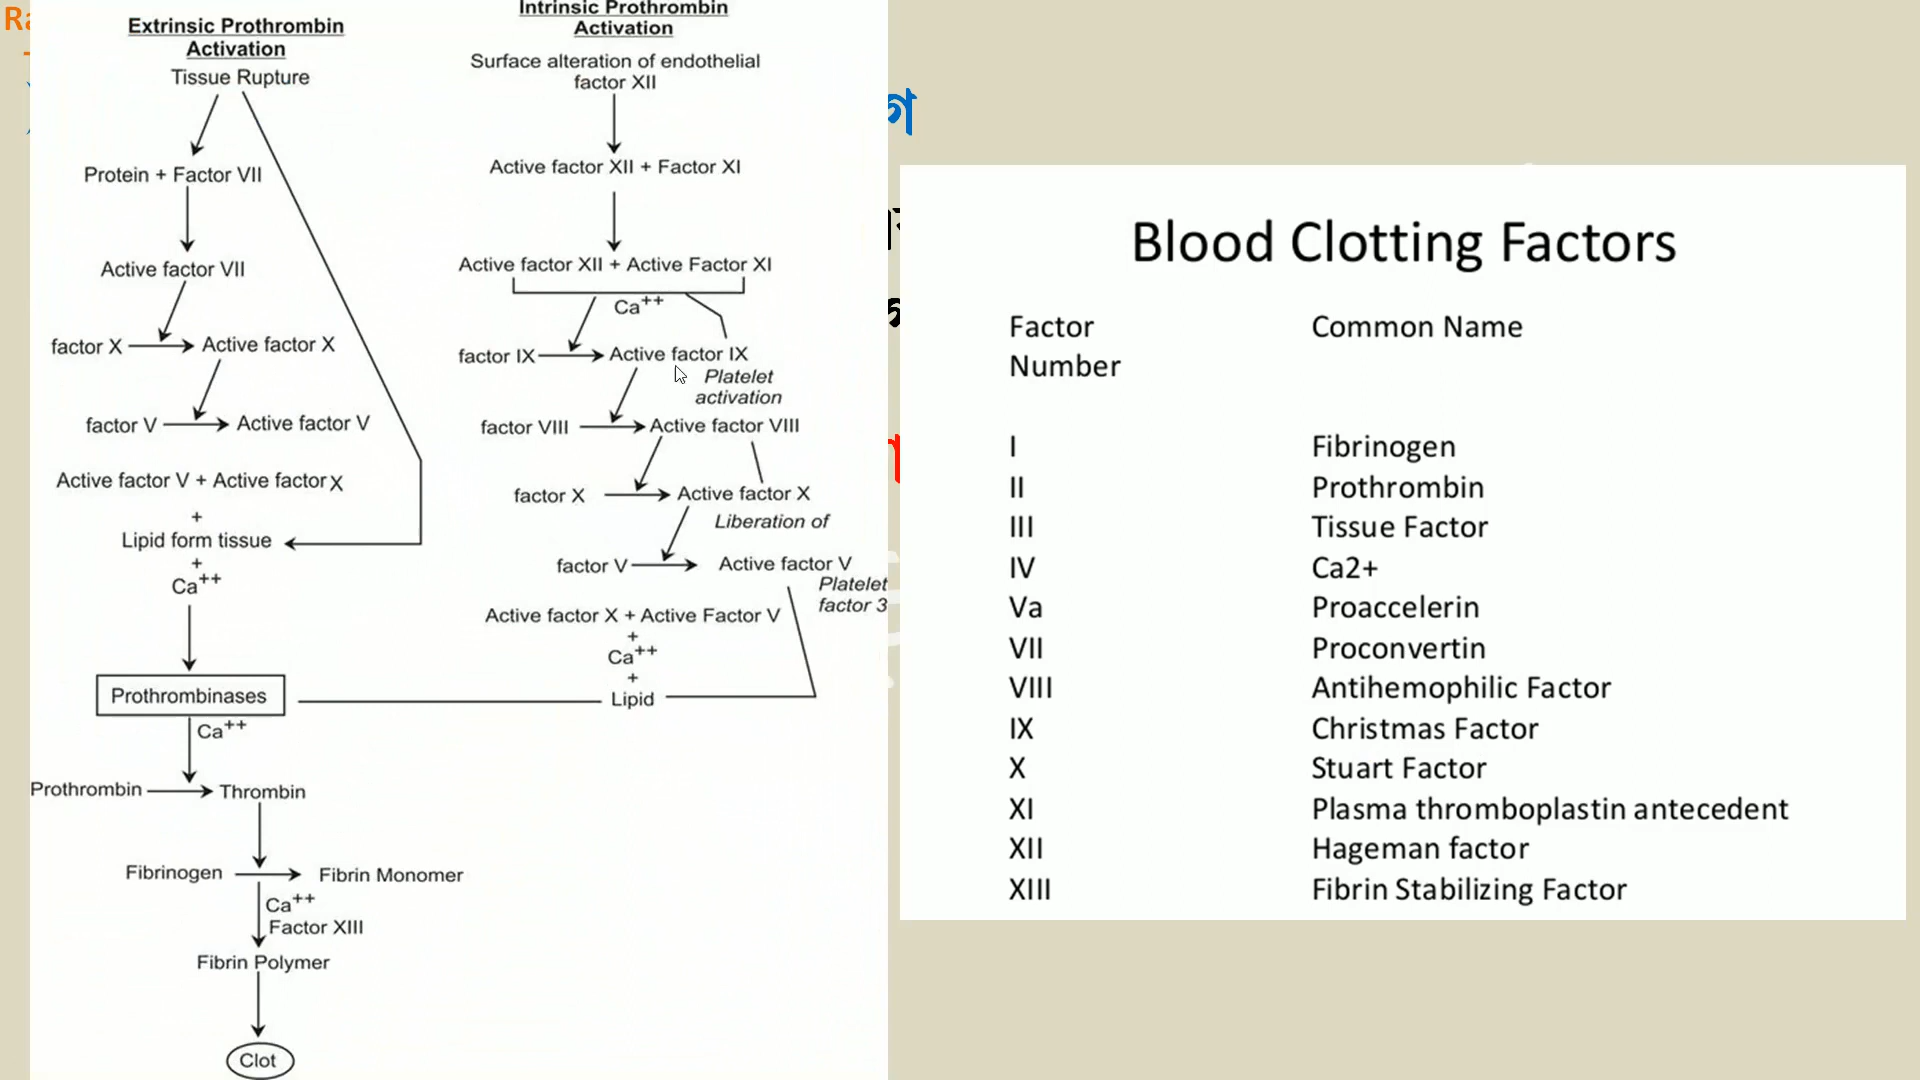 Ra
Extrinsic Prothrombin
Activation
Tissue Rupture
Protein + Factor VII
Active factor VII
factor X
Active factor X
factor V
Active factor V
Active factor V + Active factor X
+
Lipid form tissue
+
Ca++
Prothrombinases
Ca++
Prothrombin
Thrombin
Fibrinogen
Fibrin Monomer
Ca++
Factor XIII
Fibrin Polymer
Clot
Intrinsic Prothrombin
Activation
Surface alteration of endothelial
factor XII
Active factor XII + Factor XI
Active factor XII + Active Factor XI
Ca++
factor IX
Active factor IX
Platelet
activation
factor VIII
Active factor VIII
factor X
Active factor X
Liberation of
factor V
Active factor V
Platelet
factor 3
Active factor X + Active Factor V
+
Ca++
+
Lipid
Blood Clotting Factors
Factor Common Name
Number
I Fibrinogen
II Prothrombin
III Tissue Factor
IV Ca2+
Va Proaccelerin
VII Proconvertin
VIII Antihemophilic Factor
IX Christmas Factor
X Stuart Factor
XI Plasma thromboplastin antecedent
XII Hageman factor
XIII Fibrin Stabilizing Factor